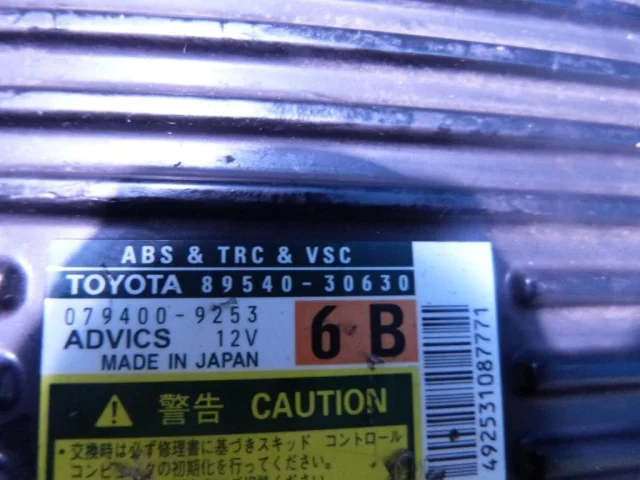 ABS & TRC & VSC
TOYOTA 89540-30630
079400-9253
ADVICS 12V
6 B
MADE IN JAPAN
492531087771
警告 CAUTION
・交換時は必ず修理書に基づきスキッド コントロール
コンピュータの初期化を行ってください。